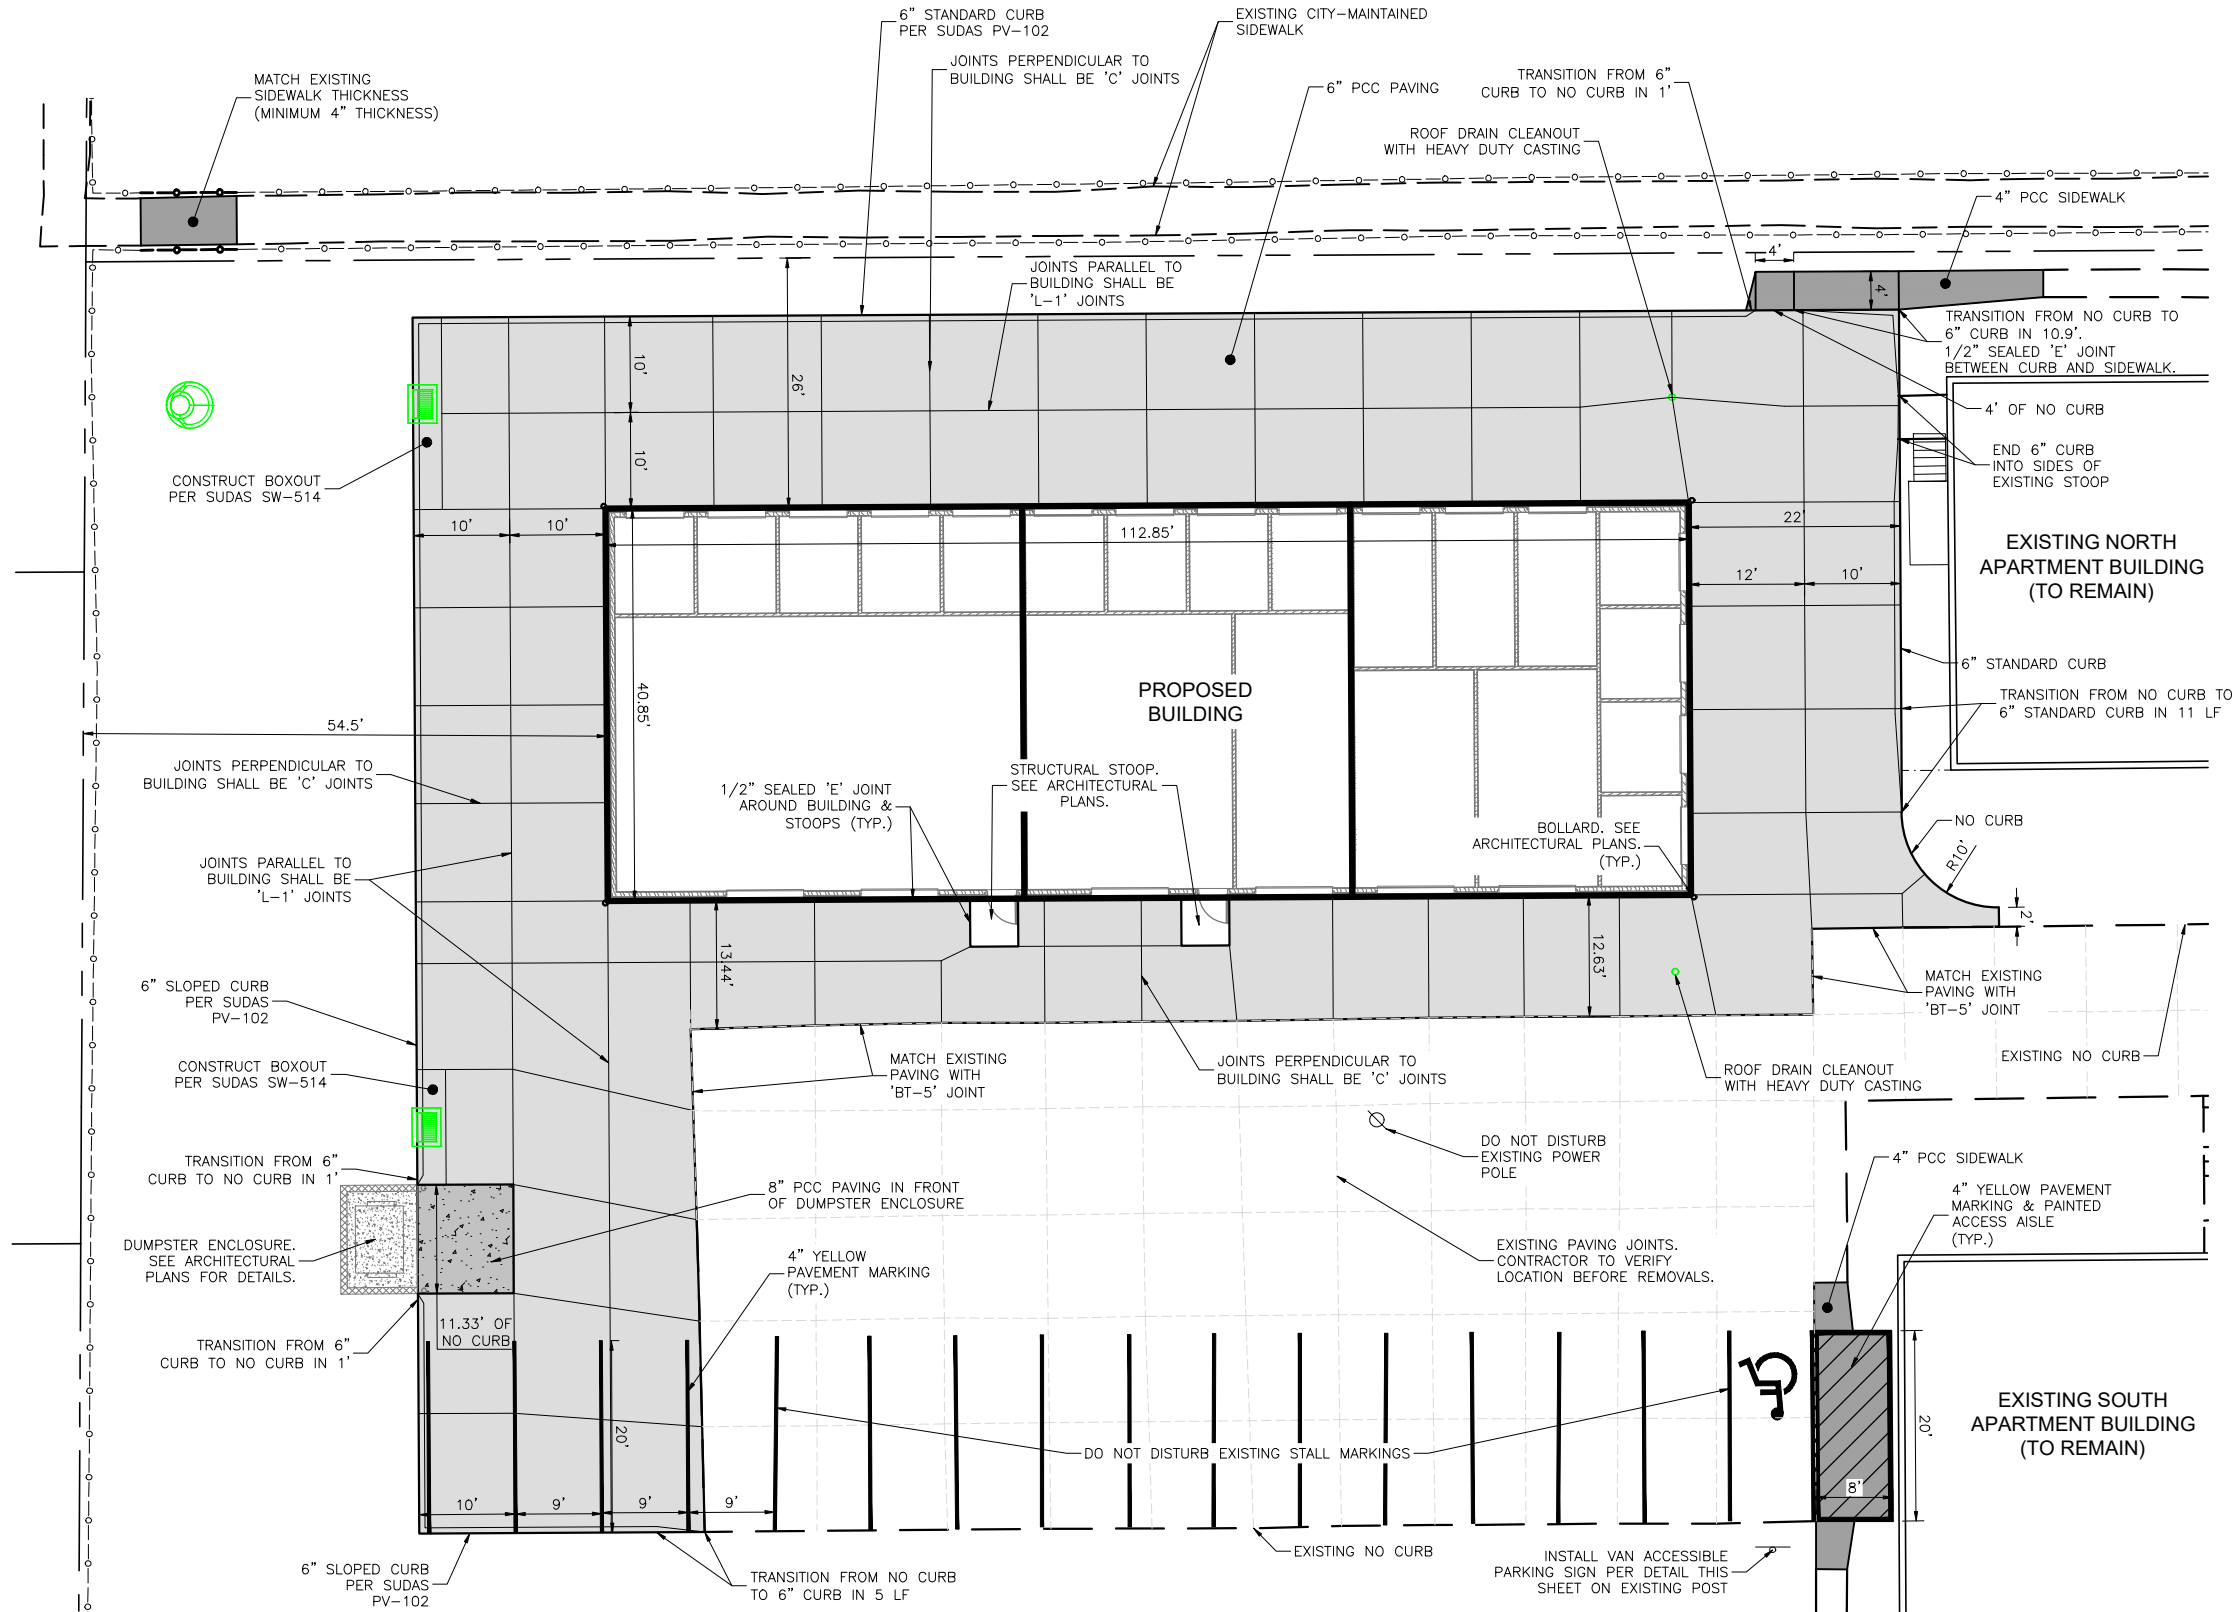 6" STANDARD CURB
PER SUDAS PV-102
EXISTING CITY-MAINTAINED
SIDEWALK
MATCH EXISTING
SIDEWALK THICKNESS
(MINIMUM 4" THICKNESS)
JOINTS PERPENDICULAR TO
BUILDING SHALL BE 'C' JOINTS
6" PCC PAVING
TRANSITION FROM 6"
CURB TO NO CURB IN 1'
ROOF DRAIN CLEANOUT
WITH HEAVY DUTY CASTING
4" PCC SIDEWALK
4'
4'
JOINTS PARALLEL TO
BUILDING SHALL BE
'L-1' JOINTS
TRANSITION FROM NO CURB TO
6" CURB IN 10.9'.
1/2" SEALED 'E' JOINT
BETWEEN CURB AND SIDEWALK.
10'
26'
10'
4' OF NO CURB
CONSTRUCT BOXOUT
PER SUDAS SW-514
END 6" CURB
INTO SIDES OF
EXISTING STOOP
10'
10'
112.85'
22'
EXISTING NORTH
APARTMENT BUILDING
(TO REMAIN)
12'
10'
40.85'
PROPOSED
BUILDING
6" STANDARD CURB
TRANSITION FROM NO CURB TO
6" STANDARD CURB IN 11 LF
54.5'
JOINTS PERPENDICULAR TO
BUILDING SHALL BE 'C' JOINTS
1/2" SEALED 'E' JOINT
AROUND BUILDING &
STOOPS (TYP.)
STRUCTURAL STOOP.
SEE ARCHITECTURAL
PLANS.
BOLLARD. SEE
ARCHITECTURAL PLANS.
(TYP.)
NO CURB
R10'
JOINTS PARALLEL TO
BUILDING SHALL BE
'L-1' JOINTS
2'
13.44'
12.63'
6" SLOPED CURB
PER SUDAS
PV-102
MATCH EXISTING
PAVING WITH
'BT-5' JOINT
CONSTRUCT BOXOUT
PER SUDAS SW-514
MATCH EXISTING
PAVING WITH
'BT-5' JOINT
JOINTS PERPENDICULAR TO
BUILDING SHALL BE 'C' JOINTS
EXISTING NO CURB
ROOF DRAIN CLEANOUT
WITH HEAVY DUTY CASTING
TRANSITION FROM 6"
CURB TO NO CURB IN 1'
8" PCC PAVING IN FRONT
OF DUMPSTER ENCLOSURE
DO NOT DISTURB
EXISTING POWER
POLE
4" PCC SIDEWALK
4" YELLOW PAVEMENT
MARKING & PAINTED
ACCESS AISLE
(TYP.)
DUMPSTER ENCLOSURE.
SEE ARCHITECTURAL
PLANS FOR DETAILS.
4" YELLOW
PAVEMENT MARKING
(TYP.)
EXISTING PAVING JOINTS.
CONTRACTOR TO VERIFY
LOCATION BEFORE REMOVALS.
11.33' OF
NO CURB
TRANSITION FROM 6"
CURB TO NO CURB IN 1'
20'
DO NOT DISTURB EXISTING STALL MARKINGS
20'
EXISTING SOUTH
APARTMENT BUILDING
(TO REMAIN)
8'
10'
9'
9'
9'
6" SLOPED CURB
PER SUDAS
PV-102
TRANSITION FROM NO CURB
TO 6" CURB IN 5 LF
EXISTING NO CURB
INSTALL VAN ACCESSIBLE
PARKING SIGN PER DETAIL THIS
SHEET ON EXISTING POST